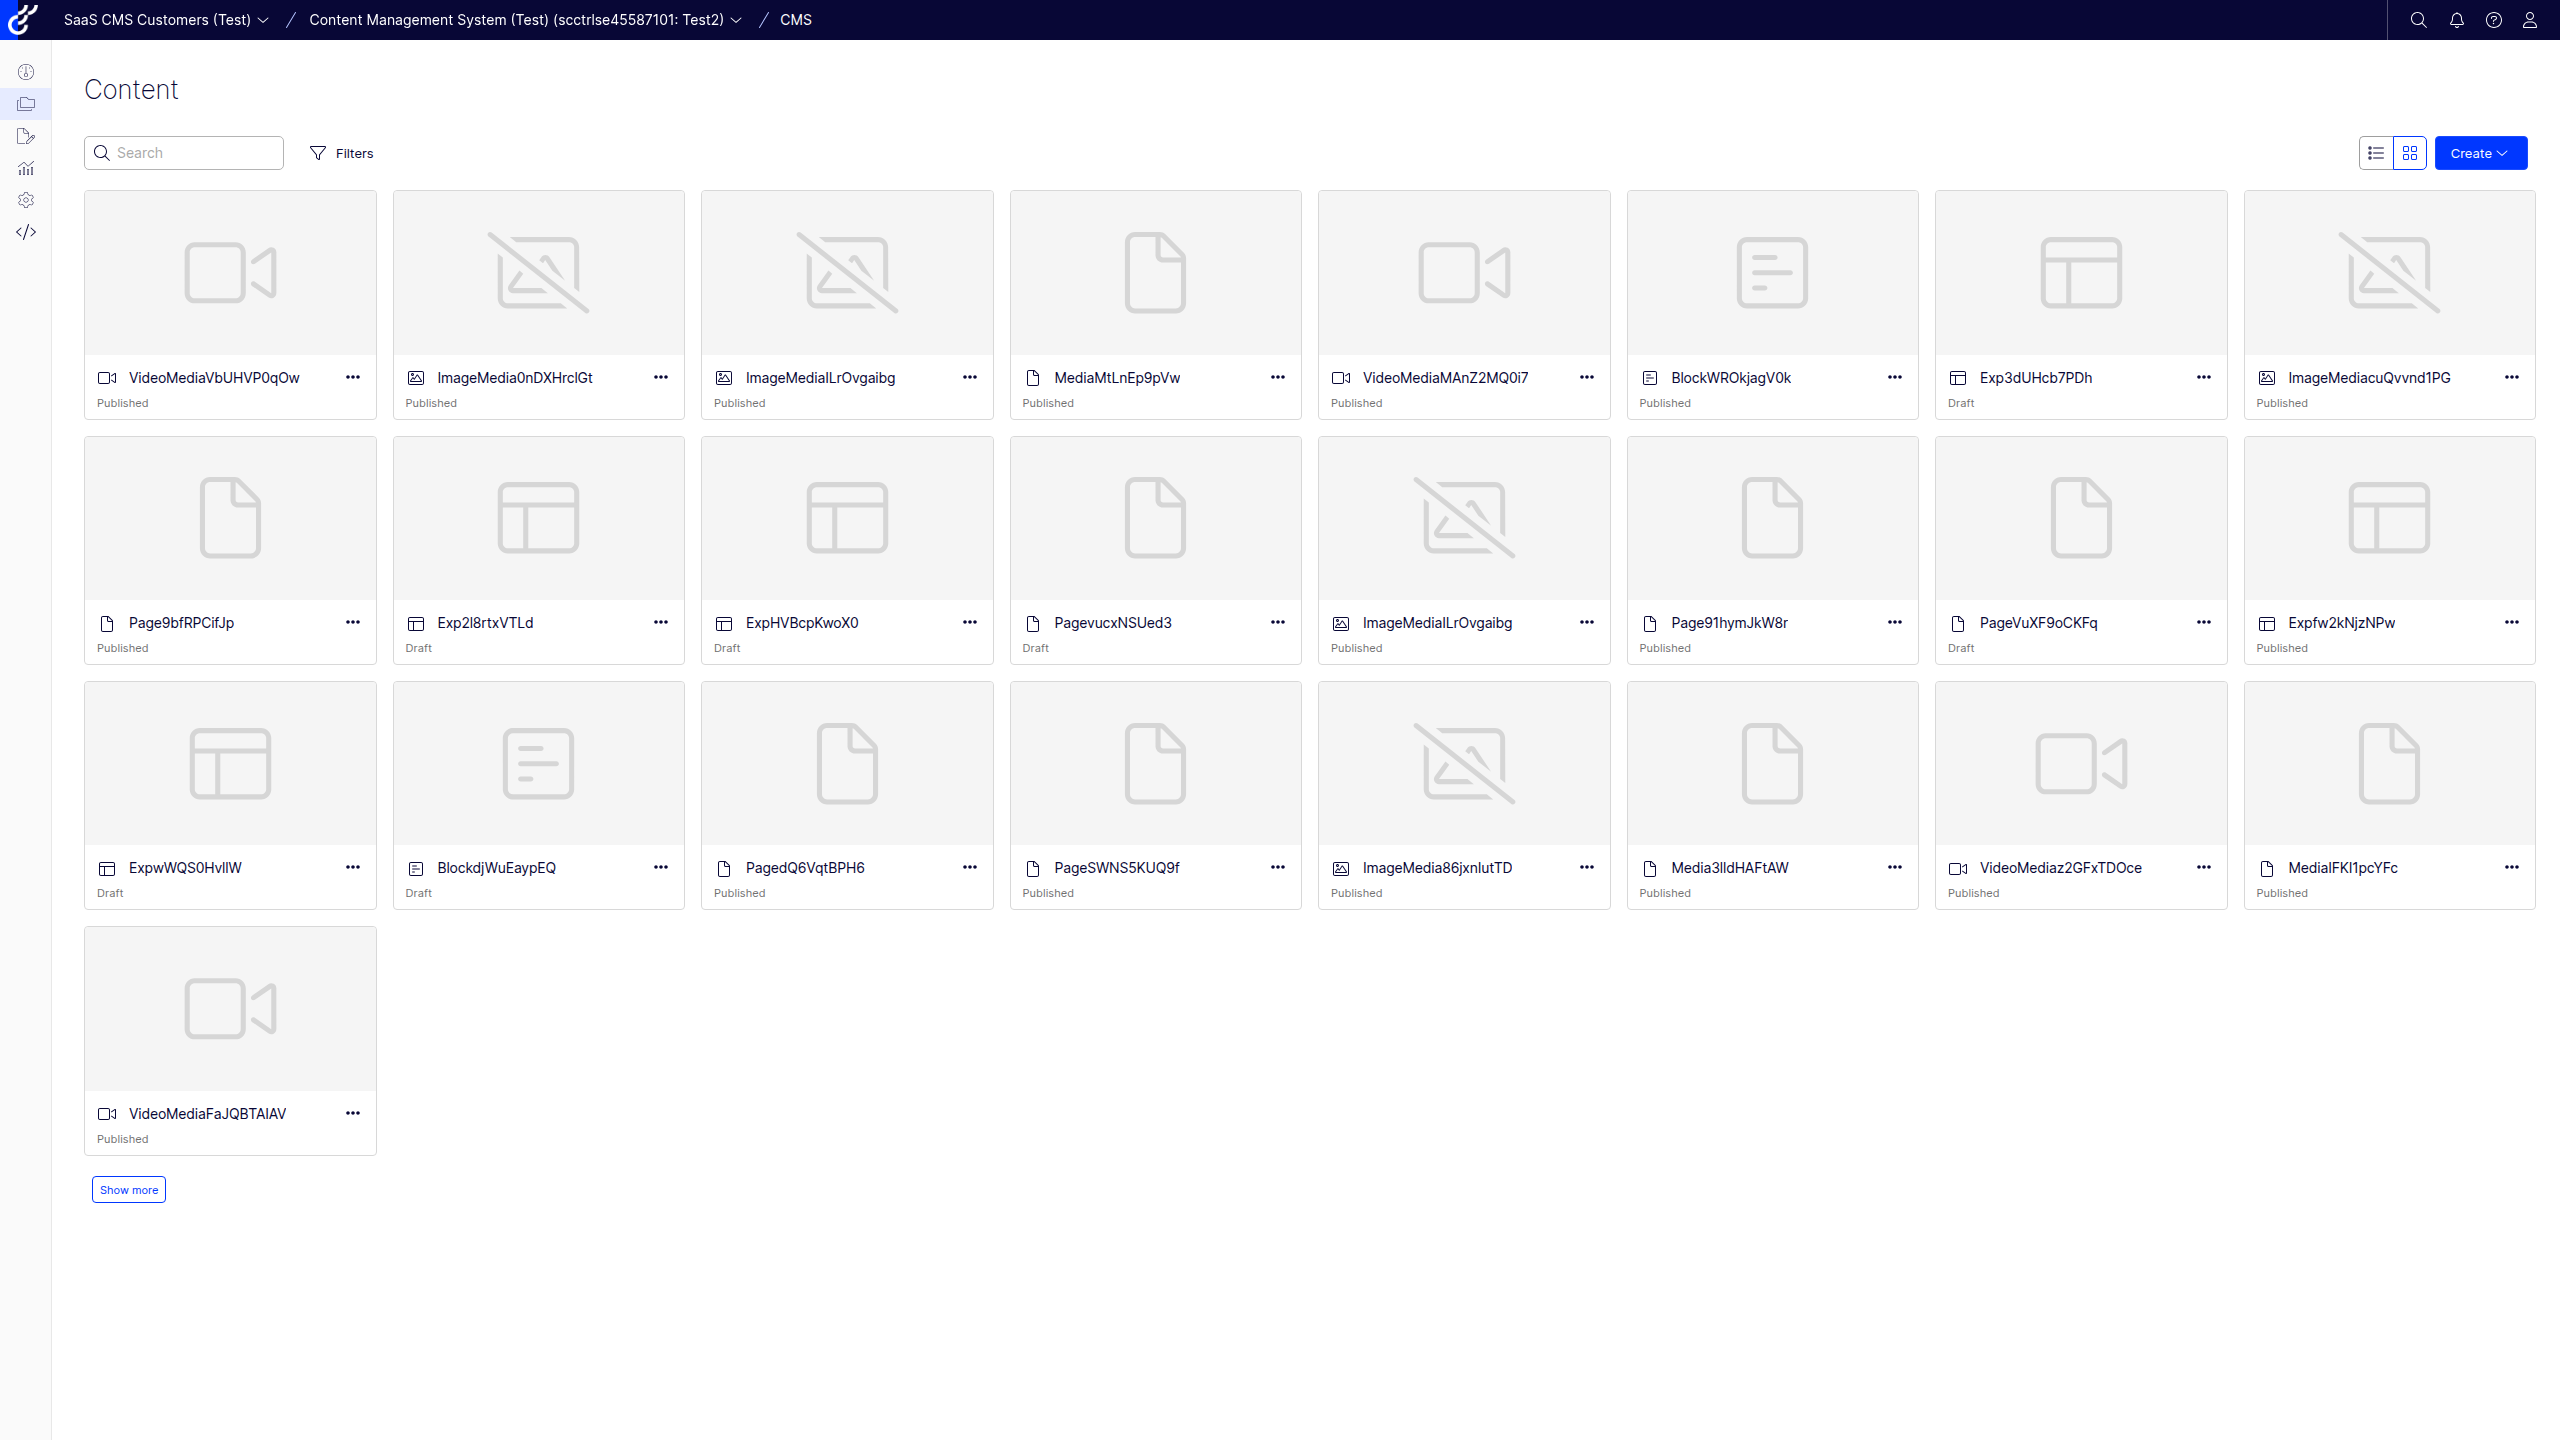 SaaS CMS Customers (Test) / Content Management System (Test) (scctrlse45587101: Test2) / CMS
Content
Search Filters Create
VideoMediaVbUHVP0qOw ImageMedia0nDXHrclGt ImageMediaILrOvgaibg MediaMtLnEp9pVw VideoMediaMAnZ2MQ0i7 BlockWROkjagV0k Exp3dUHcb7PDh ImageMediacuQvvnd1PG
Published Published Published Published Published Published Draft Published
Page9bfRPCifJp Exp2I8rtxVTLd ExpHVBcpKwoX0 PagevucxNSUed3 ImageMediaILrOvgaibg Page91hymJkW8r PageVuXF9oCKFq Expfw2kNjzNPw
Published Draft Draft Draft Published Published Draft Published
ExpwWQS0HvIIW BlockdjWuEaypEQ PagedQ6VqtBPH6 PageSWNS5KUQ9f ImageMedia86jxnlutTD Media3lldHAFtAW VideoMediaz2GFxTDOce MediaIFKI1pcYFc
Draft Draft Published Published Published Published Published Published
VideoMediaFaJQBTAIAV
Published
Show more